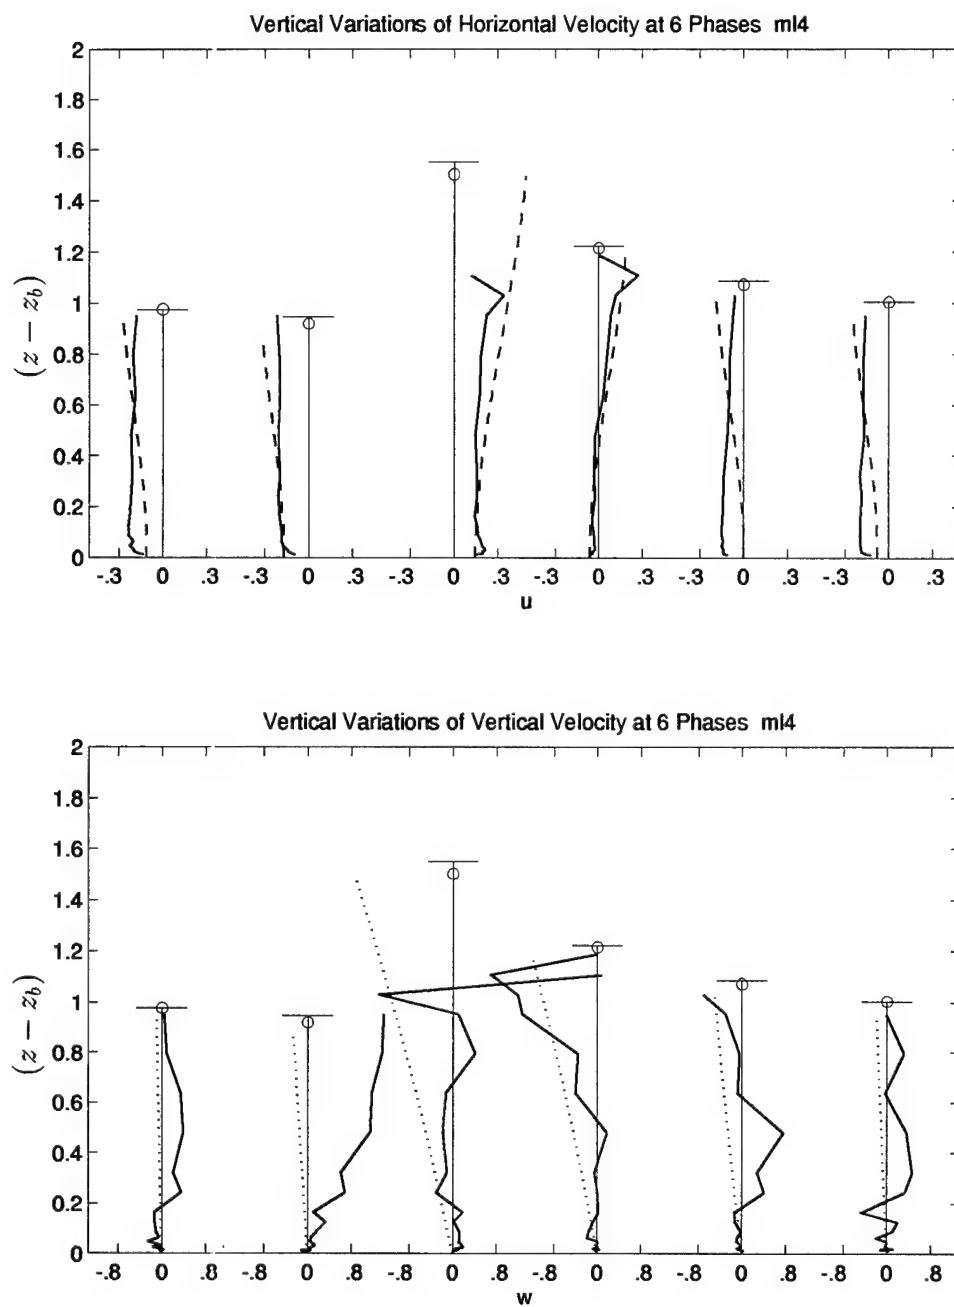 Vertical Variations of Horizontal Velocity at 6 Phases ml4
2
1.8
1.6
1.4
1.2
1
0.8
0.6
0.4
0.2
0
(z − z_b)
-.3 0 .3 -.3 0 .3 -.3 0 .3 -.3 0 .3 -.3 0 .3 -.3 0 .3
u
Vertical Variations of Vertical Velocity at 6 Phases ml4
2
1.8
1.6
1.4
1.2
1
0.8
0.6
0.4
0.2
0
(z − z_b)
-.8 0 .8 -.8 0 .8 -.8 0 .8 -.8 0 .8 -.8 0 .8 -.8 0 .8
w